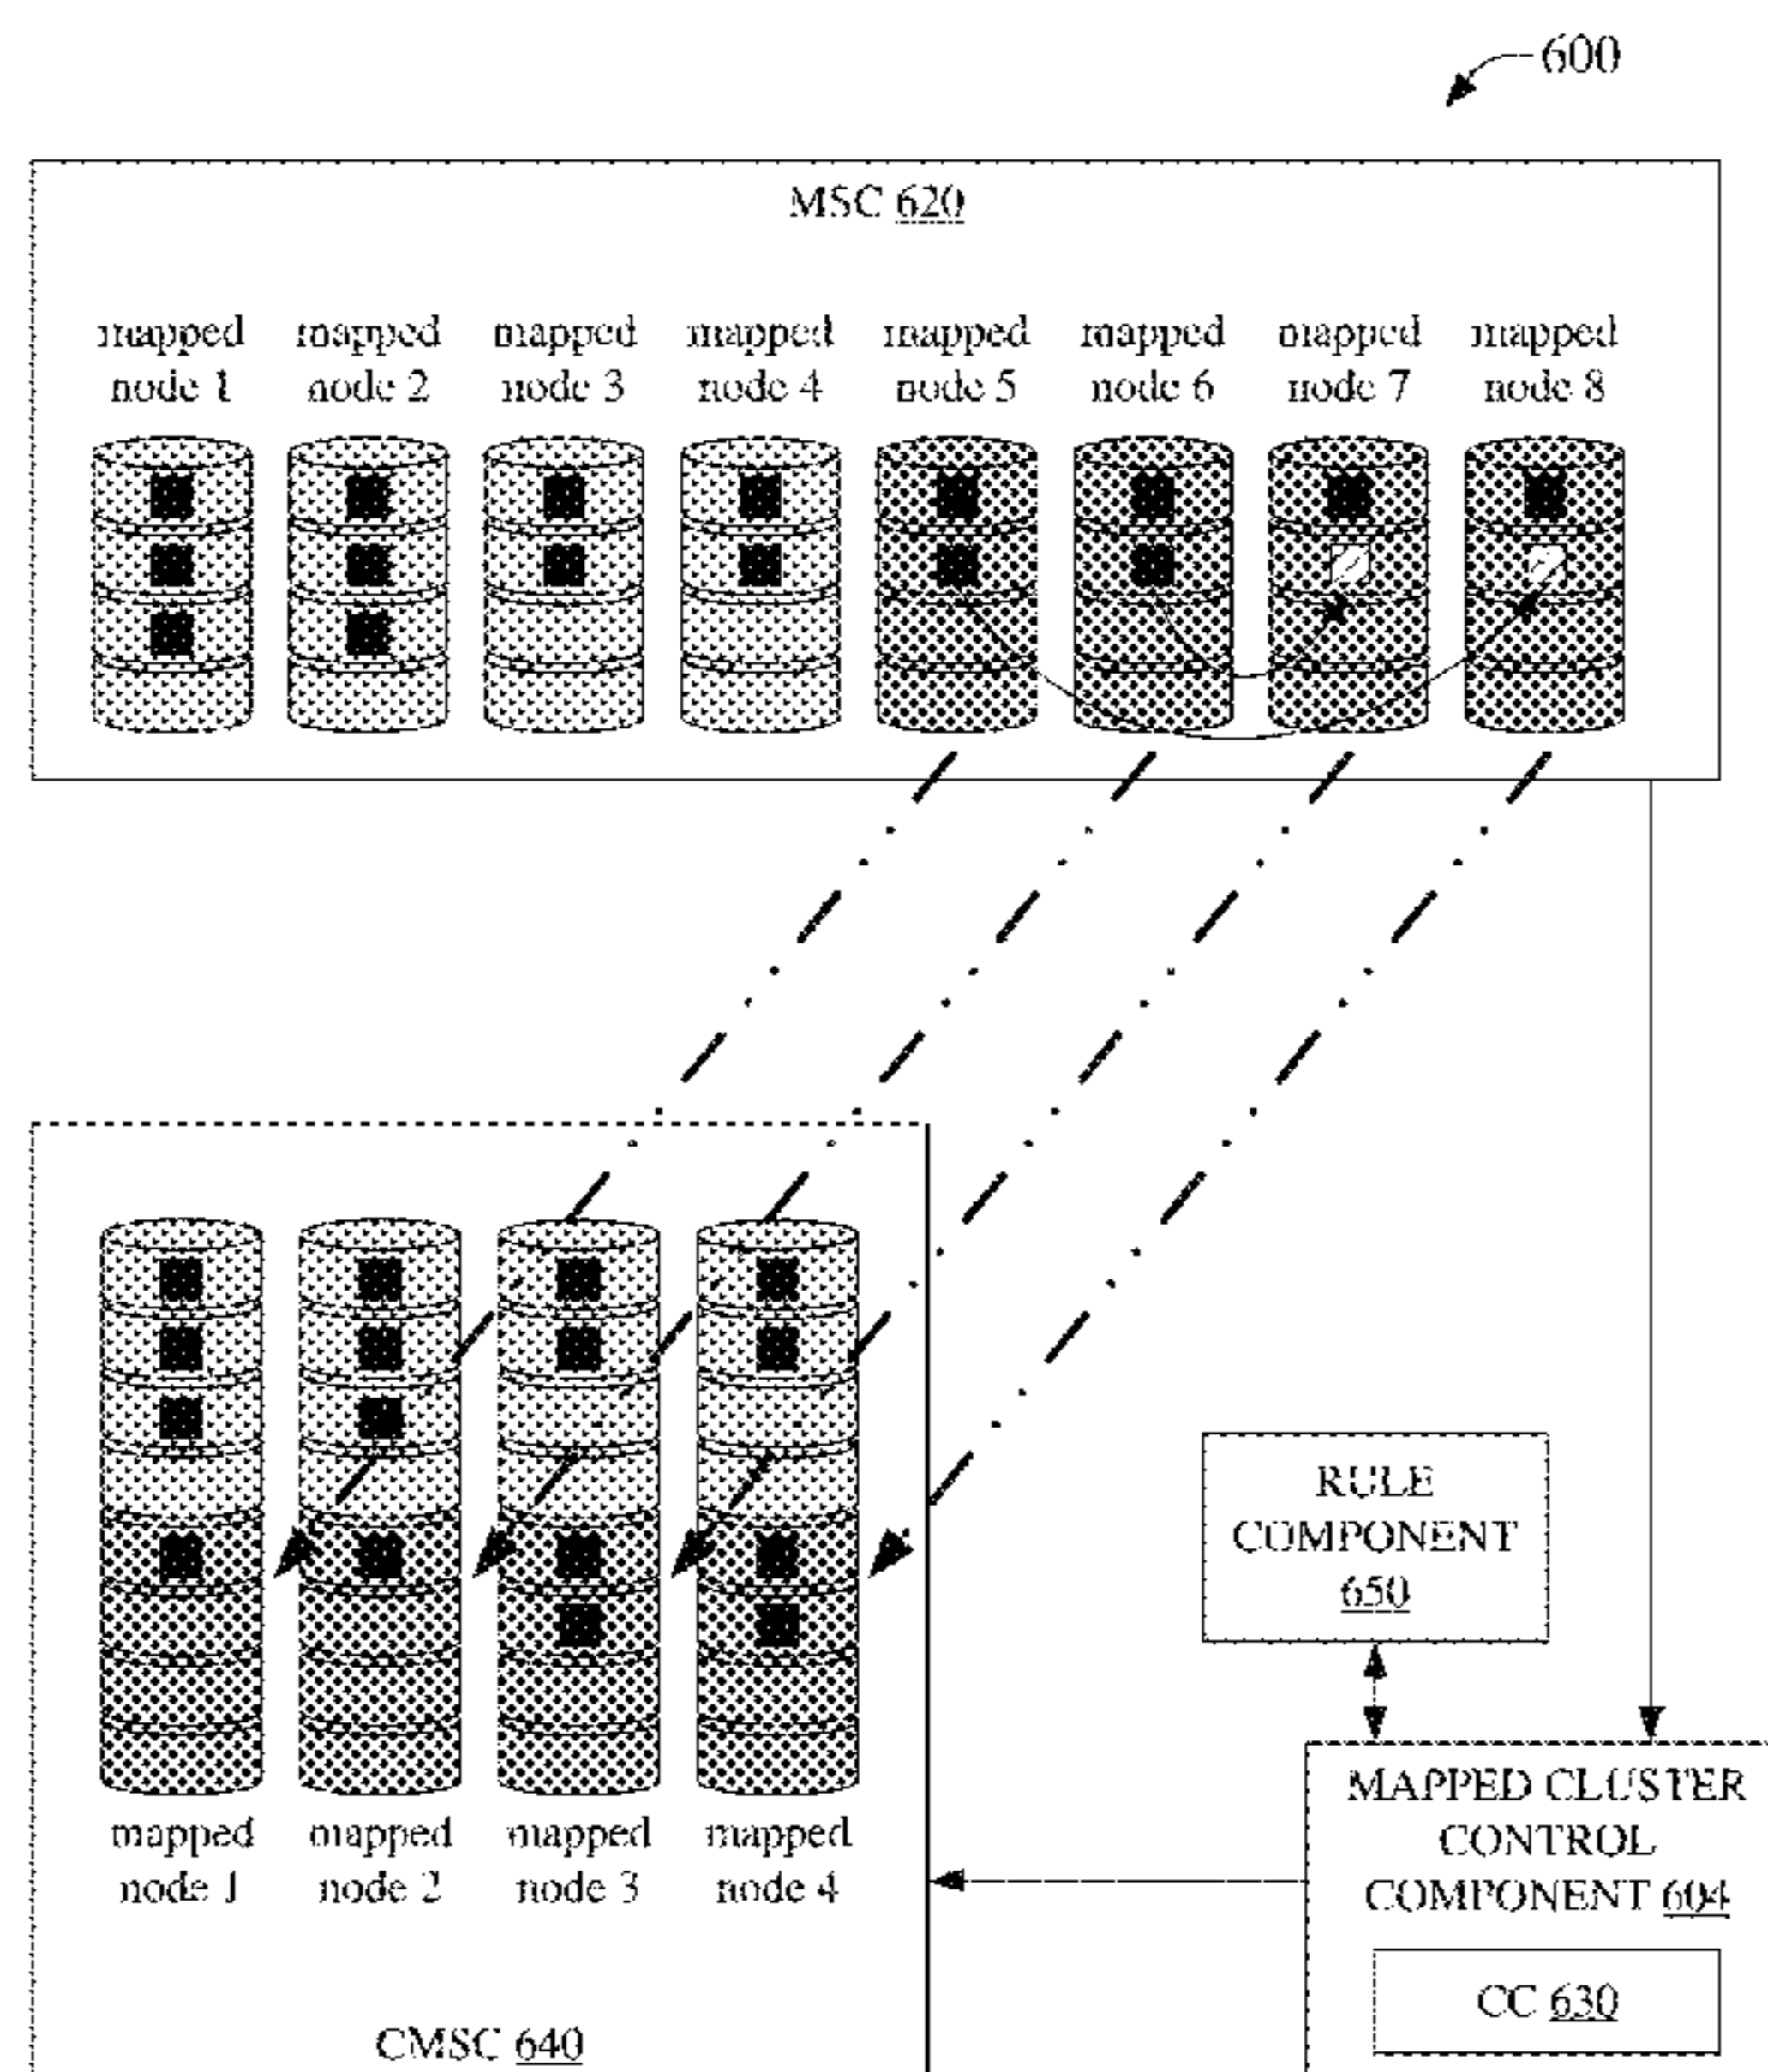 600
MSC 620
mapped node 1
mapped node 2
mapped node 3
mapped node 4
mapped node 5
mapped node 6
mapped node 7
mapped node 8
RULE
COMPONENT
650
MAPPED CLUSTER
CONTROL
COMPONENT 604
CC 630
mapped node 1
mapped node 2
mapped node 3
mapped node 4
CMSC 640